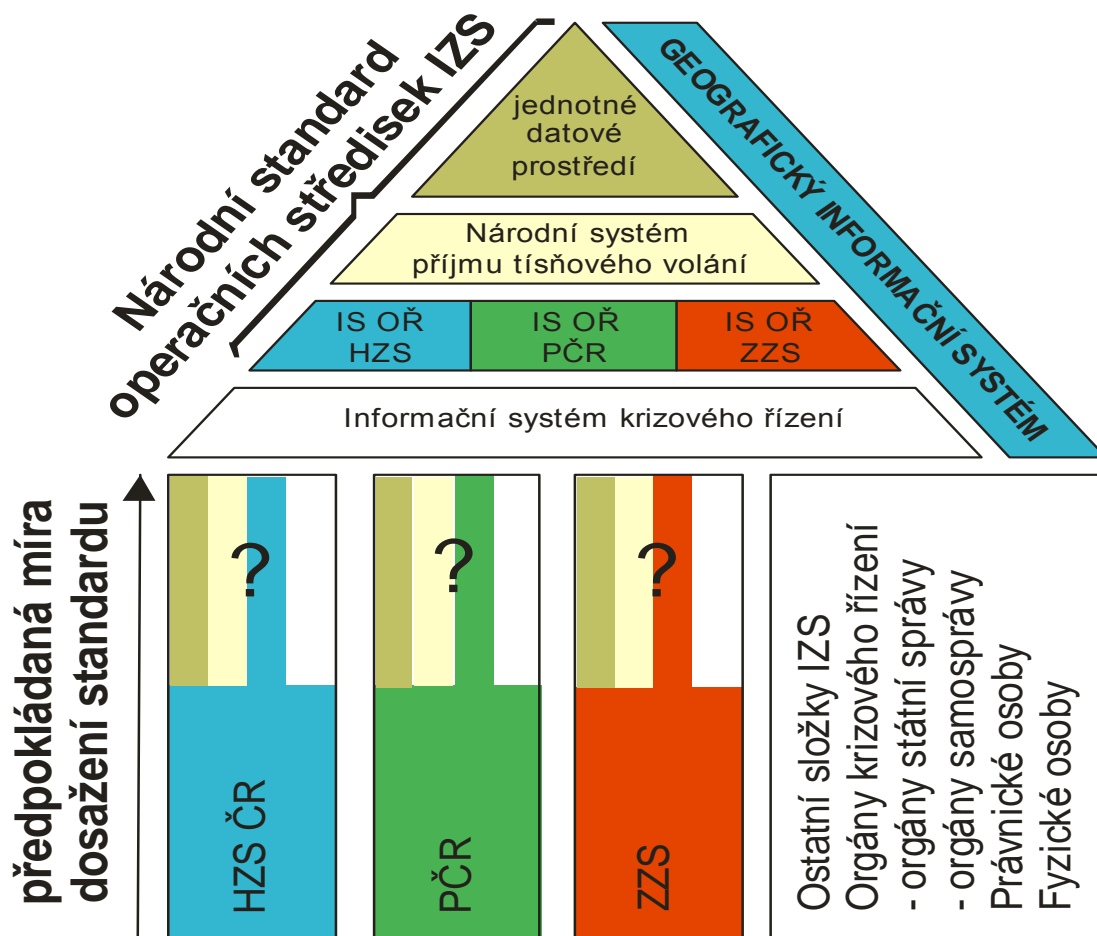 Národní standard
operačních středisek IZS
GEOGRAFICKÝ INFORMAČNÍ SYSTÉM
jednotné
datové
prostředí
Národní systém
příjmu tísňového volání
IS OŘ
HZS
IS OŘ
PČR
IS OŘ
ZZS
Informační systém krizového řízení
předpokládaná míra
dosažení standardu
?
HZS ČR
?
PČR
?
ZZS
Ostatní složky IZS
Orgány krizového řízení
- orgány státní správy
- orgány samosprávy
Právnické osoby
Fyzické osoby